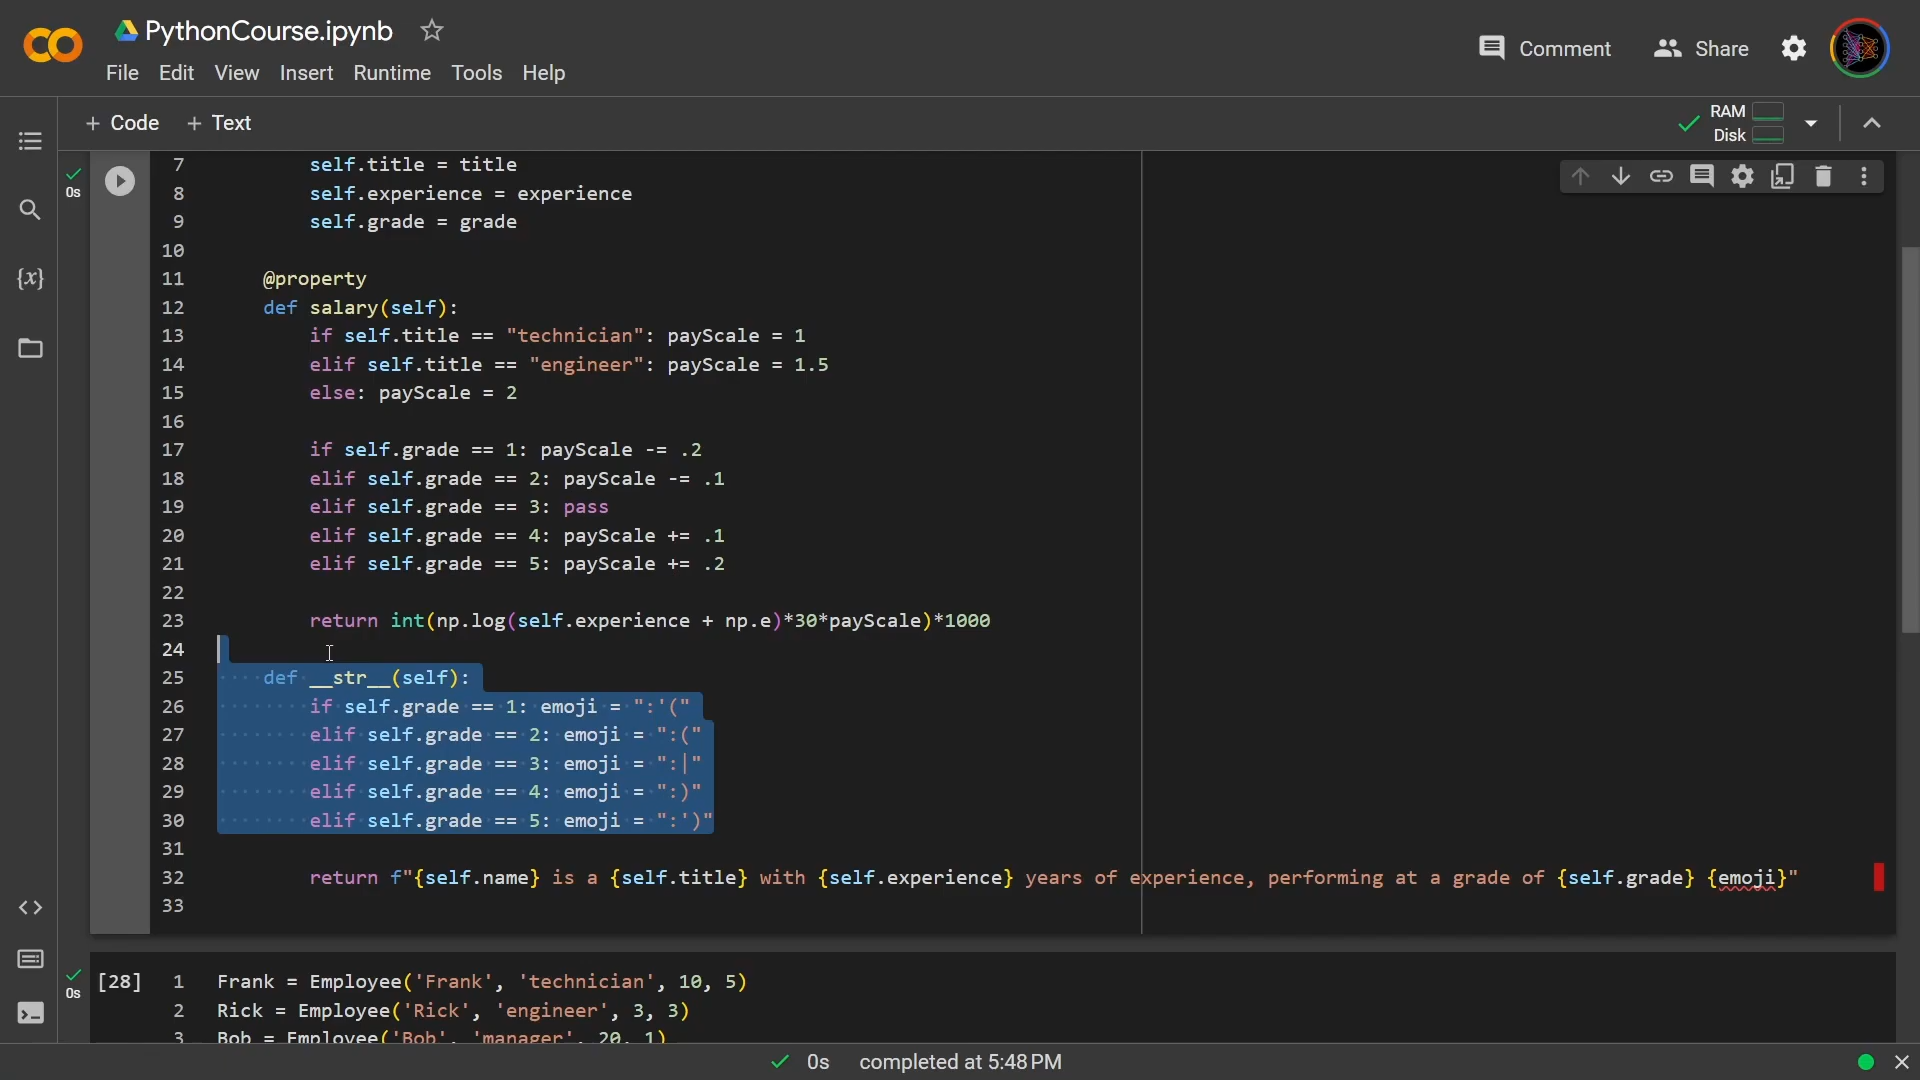 PythonCourse.ipynb
File Edit View Insert Runtime Tools Help
Comment Share
+ Code + Text
RAM
Disk
0s
7 self.title = title
8 self.experience = experience
9 self.grade = grade
10
11 @property
12 def salary(self):
13 if self.title == "technician": payScale = 1
14 elif self.title == "engineer": payScale = 1.5
15 else: payScale = 2
16
17 if self.grade == 1: payScale -= .2
18 elif self.grade == 2: payScale -= .1
19 elif self.grade == 3: pass
20 elif self.grade == 4: payScale += .1
21 elif self.grade == 5: payScale += .2
22
23 return int(np.log(self.experience + np.e)*30*payScale)*1000
24
25 def __str__(self):
26 if self.grade == 1: emoji = ":'("
27 elif self.grade == 2: emoji = ":("
28 elif self.grade == 3: emoji = ":|"
29 elif self.grade == 4: emoji = ":)"
30 elif self.grade == 5: emoji = ":')"
31
32 return f"{self.name} is a {self.title} with {self.experience} years of experience, performing at a grade of {self.grade} {emoji}"
33
0s
[28] 1 Frank = Employee('Frank', 'technician', 10, 5)
2 Rick = Employee('Rick', 'engineer', 3, 3)
3 Bob = Employee('Bob', 'manager', 20, 1)
0s completed at 5:48 PM